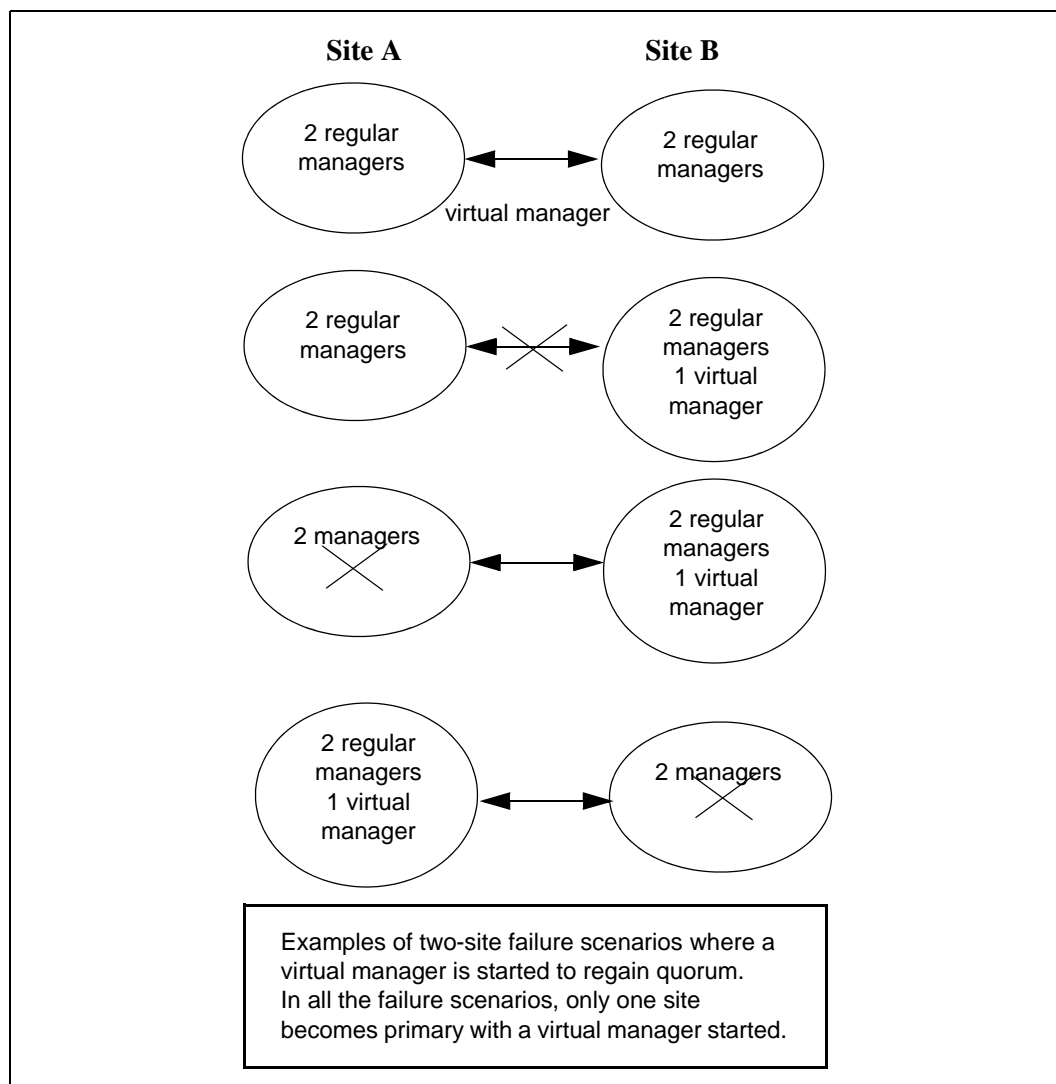 Site A
Site B
2 regular
managers
2 regular
managers
virtual manager
2 regular
managers
2 regular
managers
1 virtual
manager
2 managers
2 regular
managers
1 virtual
manager
2 regular
managers
1 virtual
manager
2 managers
Examples of two-site failure scenarios where a
virtual manager is started to regain quorum.
In all the failure scenarios, only one site
becomes primary with a virtual manager started.